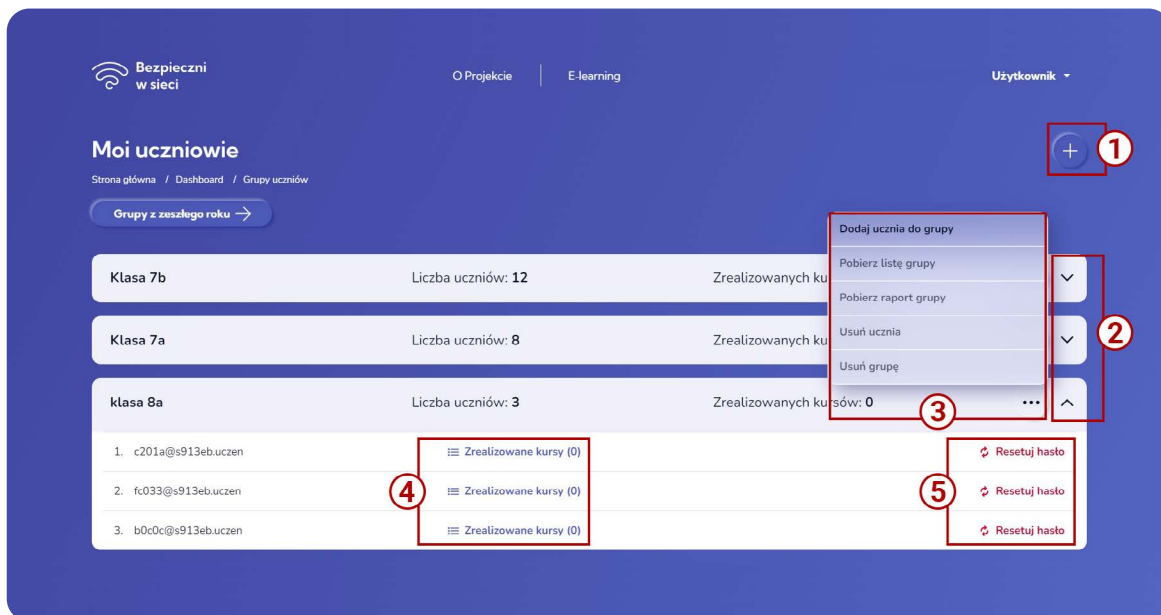 Bezpieczni
w sieci
O Projekcie
E-learning
Użytkownik
Moi uczniowie
1
Strona główna / Dashboard / Grupy uczniów
Grupy z zeszłego roku
Dodaj ucznia do grupy
Pobierz listę grupy
Pobierz raport grupy
Usuń ucznia
Usuń grupę
Klasa 7b Liczba uczniów: 12 Zrealizowanych ku
2
Klasa 7a Liczba uczniów: 8 Zrealizowanych ku
klasa 8a Liczba uczniów: 3 Zrealizowanych kursów: 0
3
1. c201a@s913eb.uczen Zrealizowane kursy (0) Resetuj hasło
2. fc033@s913eb.uczen 4 Zrealizowane kursy (0) 5 Resetuj hasło
3. b0c0c@s913eb.uczen Zrealizowane kursy (0) Resetuj hasło